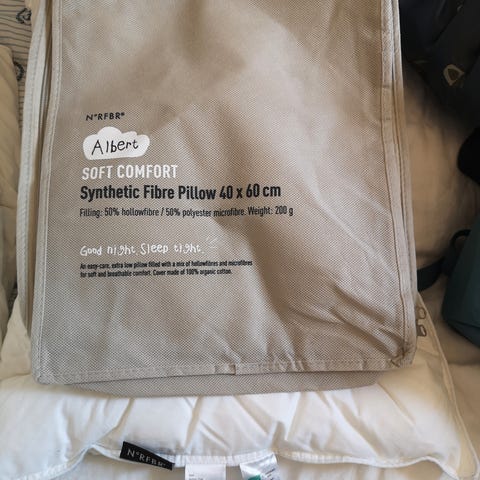 N°RFBR®
Albert
SOFT COMFORT
Synthetic Fibre Pillow 40 x 60 cm
Filling: 50% hollowfibre / 50% polyester microfibre. Weight: 200 g
Good night. Sleep tight.
An easy-care, extra low pillow filled with a mix of hollowfibres and microfibres
for soft and breathable comfort. Cover made of 100% organic cotton.
N°RFBR®